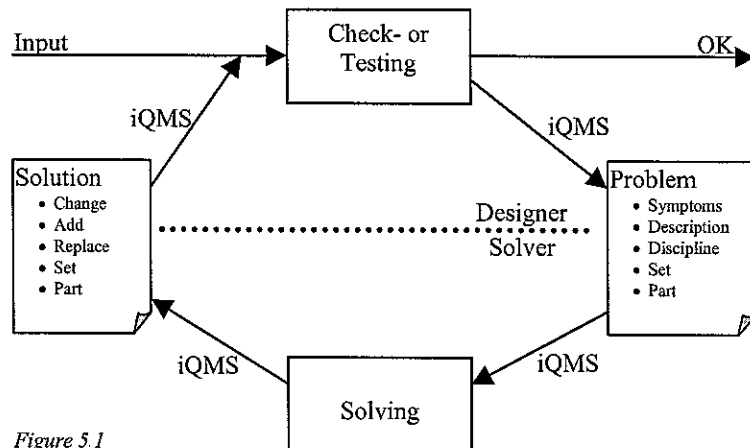 Input
Check- or
Testing
OK
iQMS
iQMS
Solution
• Change
• Add
• Replace
• Set
• Part
Designer
Solver
Problem
• Symptoms
• Description
• Discipline
• Set
• Part
iQMS
iQMS
Solving
Figure 5.1